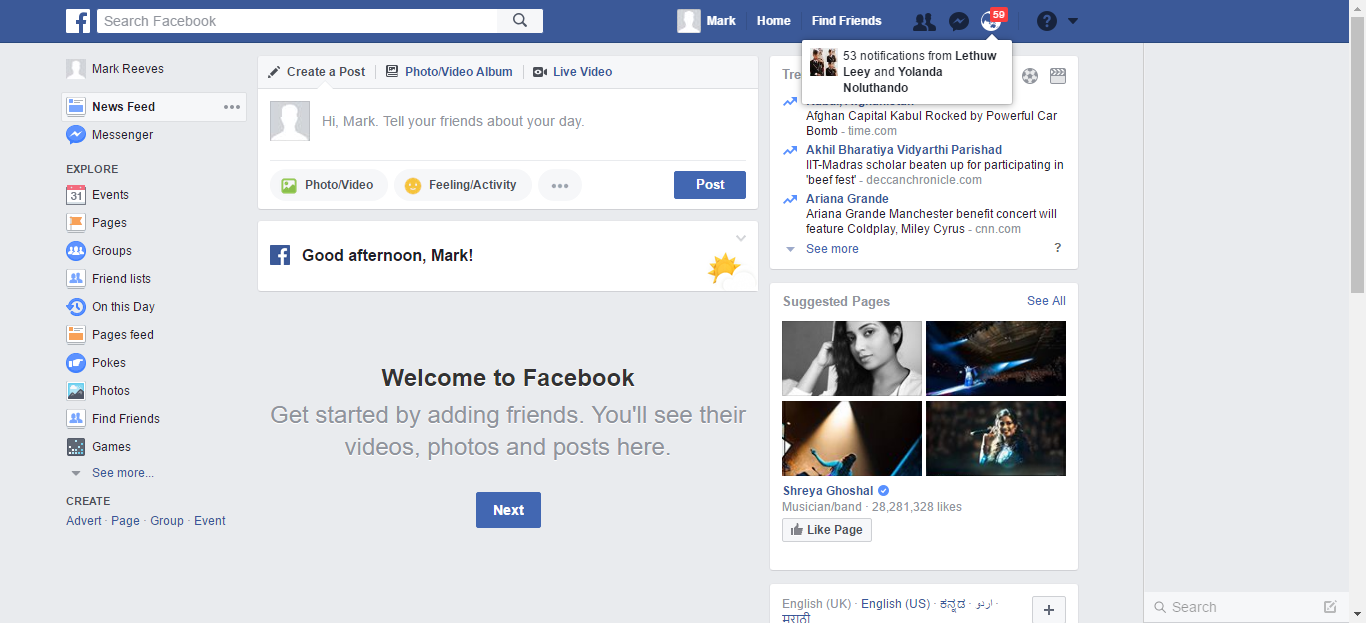 Search Facebook
Mark
Home
Find Friends
59
53 notifications from Lethuw
Leey and Yolanda
Noluthando
Mark Reeves
News Feed
Messenger
EXPLORE
31 Events
Pages
Groups
Friend lists
On this Day
Pages feed
Pokes
Photos
Find Friends
Games
See more...
CREATE
Advert · Page · Group · Event
Create a Post
Photo/Video Album
Live Video
Hi, Mark. Tell your friends about your day.
Photo/Video
Feeling/Activity
Post
Good afternoon, Mark!
Welcome to Facebook
Get started by adding friends. You'll see their
videos, photos and posts here.
Next
Afghan Capital Kabul Rocked by Powerful Car
Bomb - time.com
Akhil Bharatiya Vidyarthi Parishad
IIT-Madras scholar beaten up for participating in
'beef fest' - deccanchronicle.com
Ariana Grande
Ariana Grande Manchester benefit concert will
feature Coldplay, Miley Cyrus - cnn.com
See more
?
Suggested Pages
See All
Shreya Ghoshal
Musician/band · 28,281,328 likes
Like Page
English (UK) · English (US) · ಕನ್ನಡ · اردو ·
मराठी
+
Search